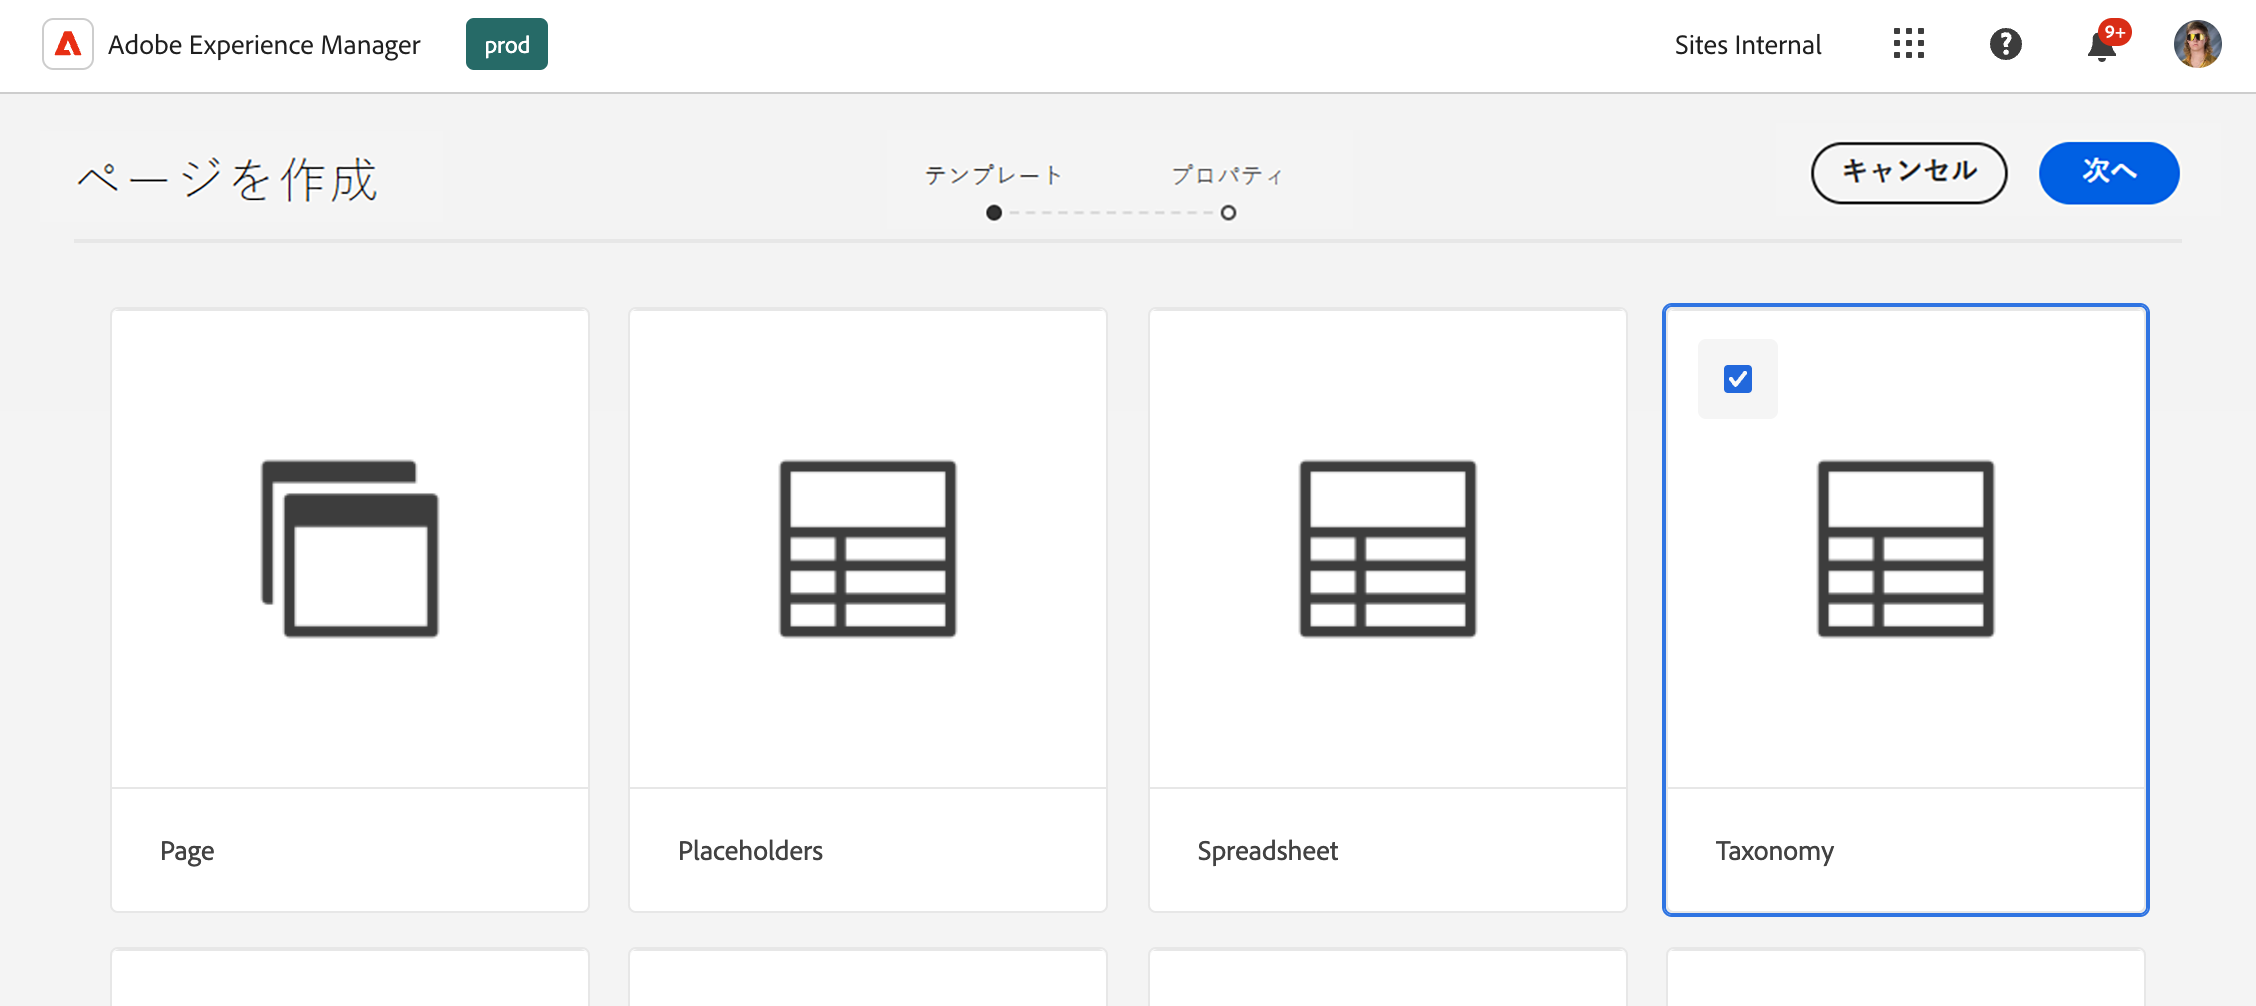 Adobe Experience Manager
prod
Sites Internal
9+
ページを作成
テンプレート
プロパティ
キャンセル
次へ
Page
Placeholders
Spreadsheet
Taxonomy